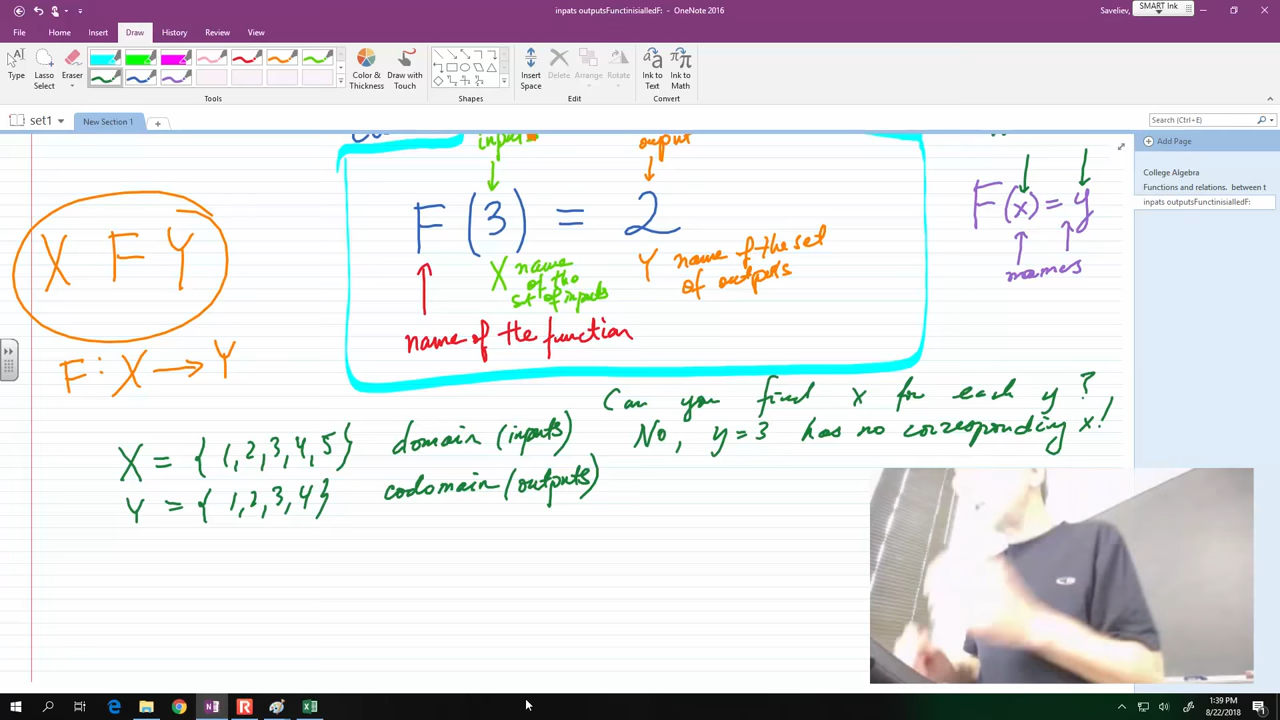 inpats outputsFunctinisialledF: - OneNote 2016
Saveliev,
SMART Ink
File Home Insert Draw History Review View
Type
Lasso Select
Eraser
Color & Thickness
Draw with Touch
Insert Space
Delete
Arrange
Rotate
Ink to Text
Ink to Math
Tools
Shapes
Edit
Convert
set1
New Section 1
Search (Ctrl+E)
Add Page
College Algebra
Functions and relations. between t
inpats outputsFunctinisialledF:
input
output
F (3) = 2
X name of the set of inputs
Y name of the set of outputs
name of the function
F(x) = y
names
X F Y
F: X → Y
Can you find x for each y?
No, y = 3 has no corresponding x!
X = {1,2,3,4,5} domain (inputs)
Y = {1,2,3,4} codomain (outputs)
1:39 PM
8/22/2018